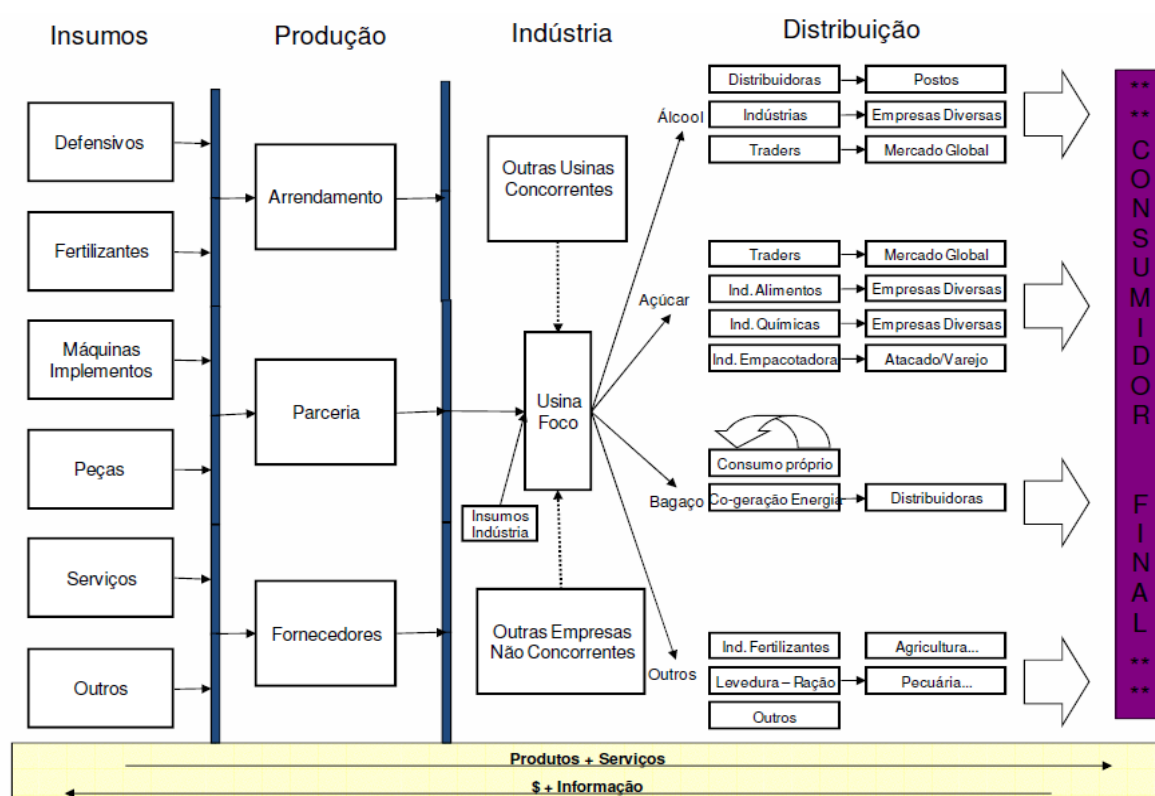 Insumos
Produção
Indústria
Distribuição
Defensivos
Fertilizantes
Máquinas
Implementos
Peças
Serviços
Outros
Arrendamento
Parceria
Fornecedores
Outras Usinas
Concorrentes
Usina
Foco
Insumos
Indústria
Outras Empresas
Não Concorrentes
Álcool
Distribuidoras
Postos
Indústrias
Empresas Diversas
Traders
Mercado Global
Açúcar
Traders
Mercado Global
Ind. Alimentos
Empresas Diversas
Ind. Químicas
Empresas Diversas
Ind. Empacotadora
Atacado/Varejo
Bagaço
Consumo próprio
Co-geração Energia
Distribuidoras
Outros
Ind. Fertilizantes
Agricultura...
Levedura – Ração
Pecuária...
Outros
** ** CONSUMIDOR FINAL ** **
Produtos + Serviços
$ + Informação